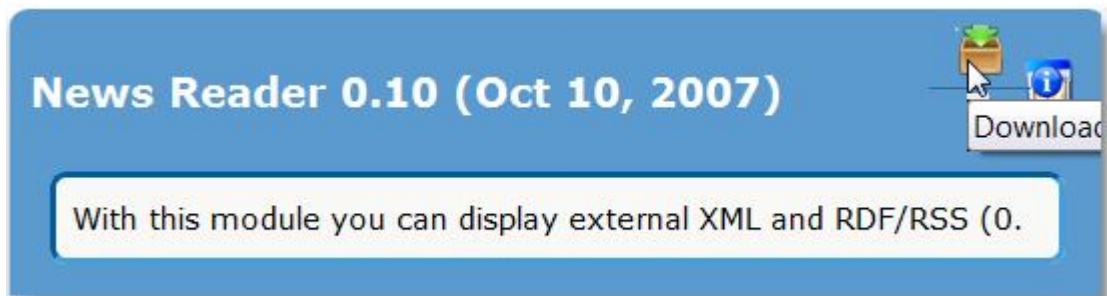 News Reader 0.10 (Oct 10, 2007)
Download
With this module you can display external XML and RDF/RSS (0.